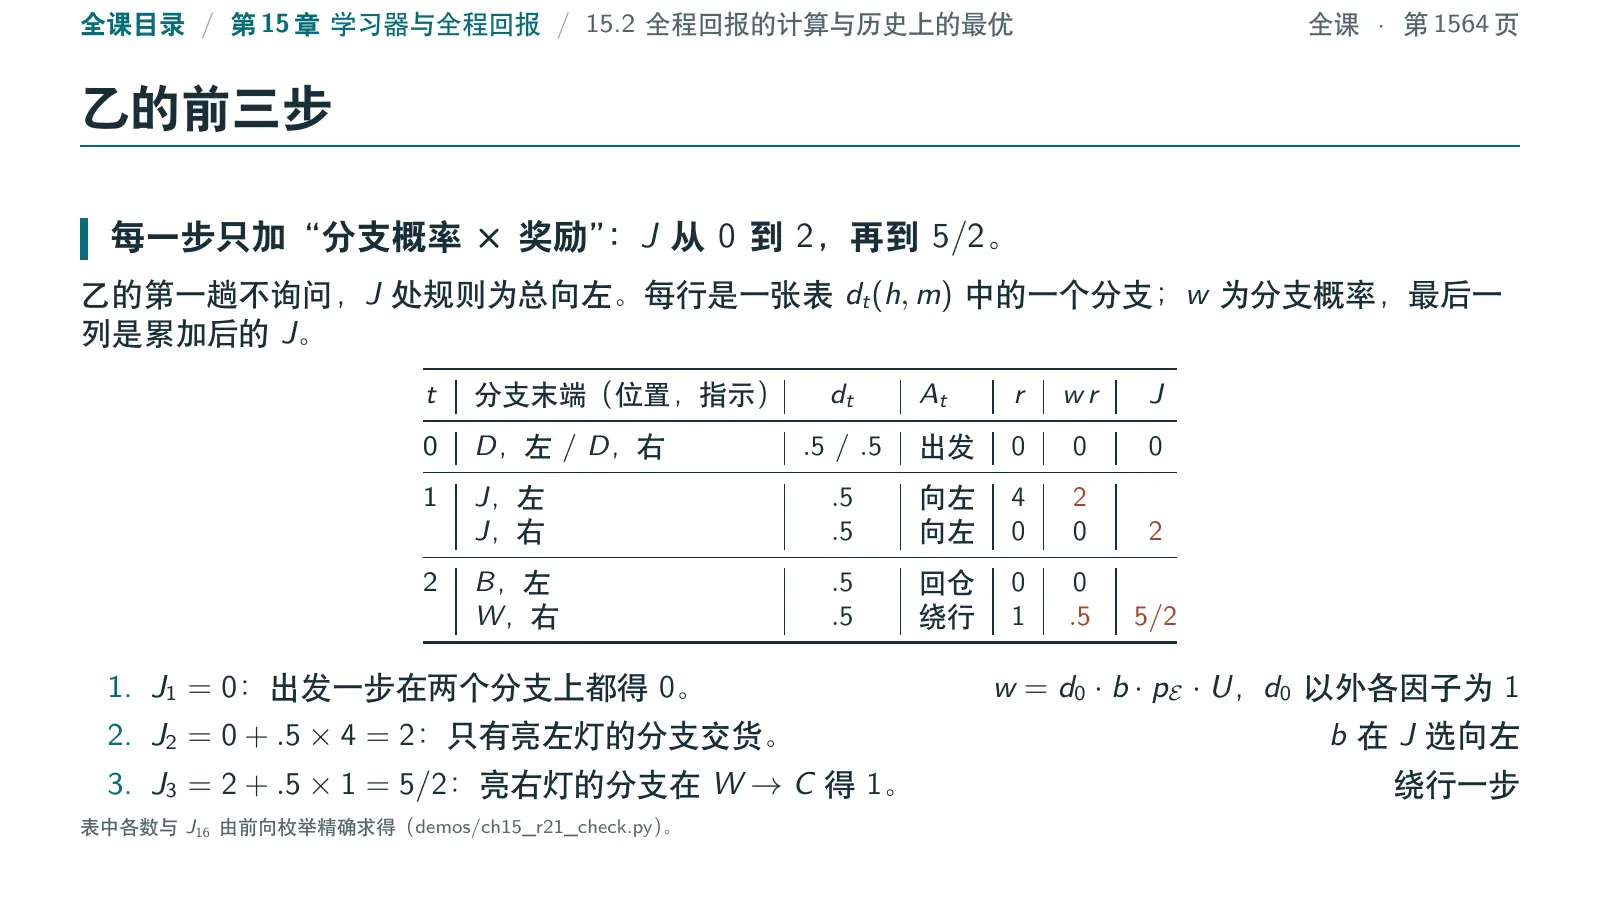 全课目录 / 第 15 章 学习器与全程回报 / 15.2 全程回报的计算与历史上的最优 全课 · 第 1564 页
乙的前三步
每一步只加“分支概率 × 奖励”：J 从 0 到 2，再到 5/2。
乙的第一趟不询问，J 处规则为总向左。每行是一张表 dₜ(h, m) 中的一个分支；w 为分支概率，最后一
列是累加后的 J。
t 分支末端（位置，指示） dₜ Aₜ r w r J
0 D，左 / D，右 .5 / .5 出发 0 0 0
1 J，左 .5 向左 4 2
J，右 .5 向左 0 0 2
2 B，左 .5 回仓 0 0
W，右 .5 绕行 1 .5 5/2
1. J₁ = 0：出发一步在两个分支上都得 0。 w = d₀ · b · p_ℰ · U，d₀ 以外各因子为 1
2. J₂ = 0 + .5 × 4 = 2：只有亮左灯的分支交货。 b 在 J 选向左
3. J₃ = 2 + .5 × 1 = 5/2：亮右灯的分支在 W → C 得 1。 绕行一步
表中各数与 J₁₆ 由前向枚举精确求得（demos/ch15_r21_check.py）。